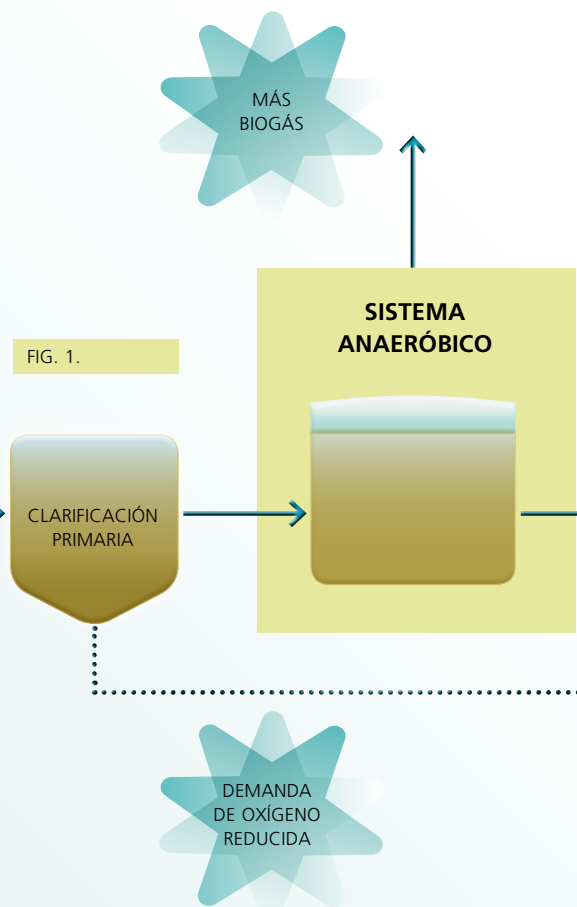 MÁS
BIOGÁS
SISTEMA
ANAERÓBICO
FIG. 1.
CLARIFICACIÓN
PRIMARIA
DEMANDA
DE OXÍGENO
REDUCIDA